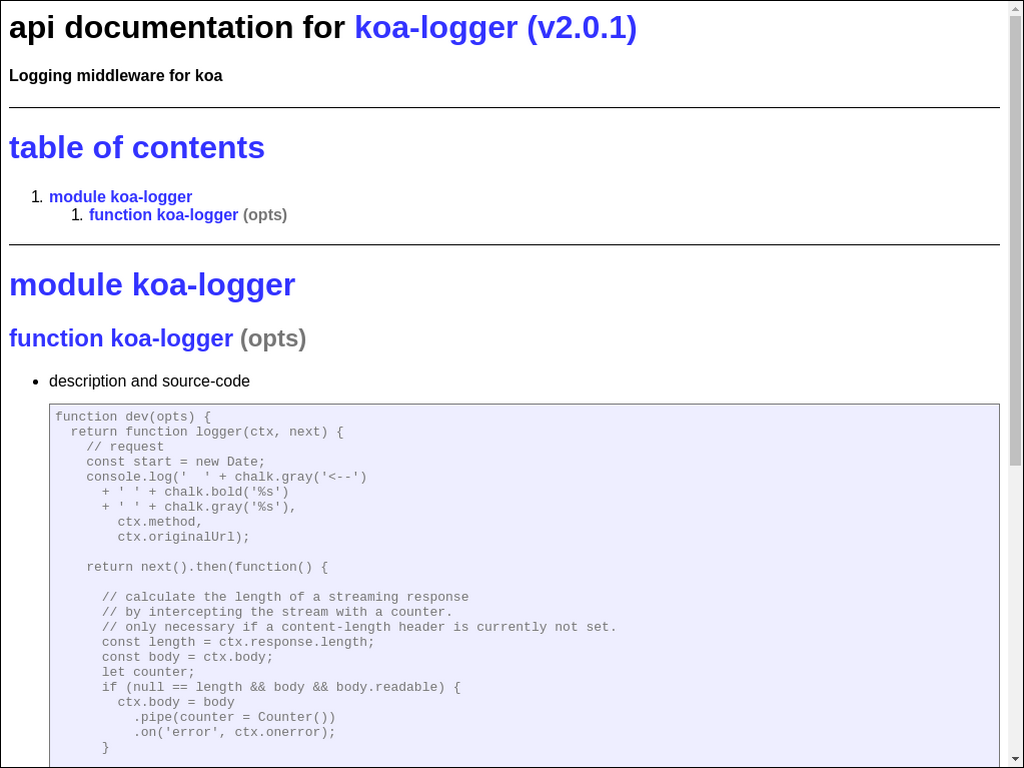 api documentation for koa-logger (v2.0.1)
Logging middleware for koa
table of contents
1. module koa-logger
1. function koa-logger (opts)
module koa-logger
function koa-logger (opts)
• description and source-code
function dev(opts) {
  return function logger(ctx, next) {
    // request
    const start = new Date;
    console.log('  ' + chalk.gray('<--')
      + ' ' + chalk.bold('%s')
      + ' ' + chalk.gray('%s'),
        ctx.method,
        ctx.originalUrl);

    return next().then(function() {

      // calculate the length of a streaming response
      // by intercepting the stream with a counter.
      // only necessary if a content-length header is currently not set.
      const length = ctx.response.length;
      const body = ctx.body;
      let counter;
      if (null == length && body && body.readable) {
        ctx.body = body
          .pipe(counter = Counter())
          .on('error', ctx.onerror);
      }